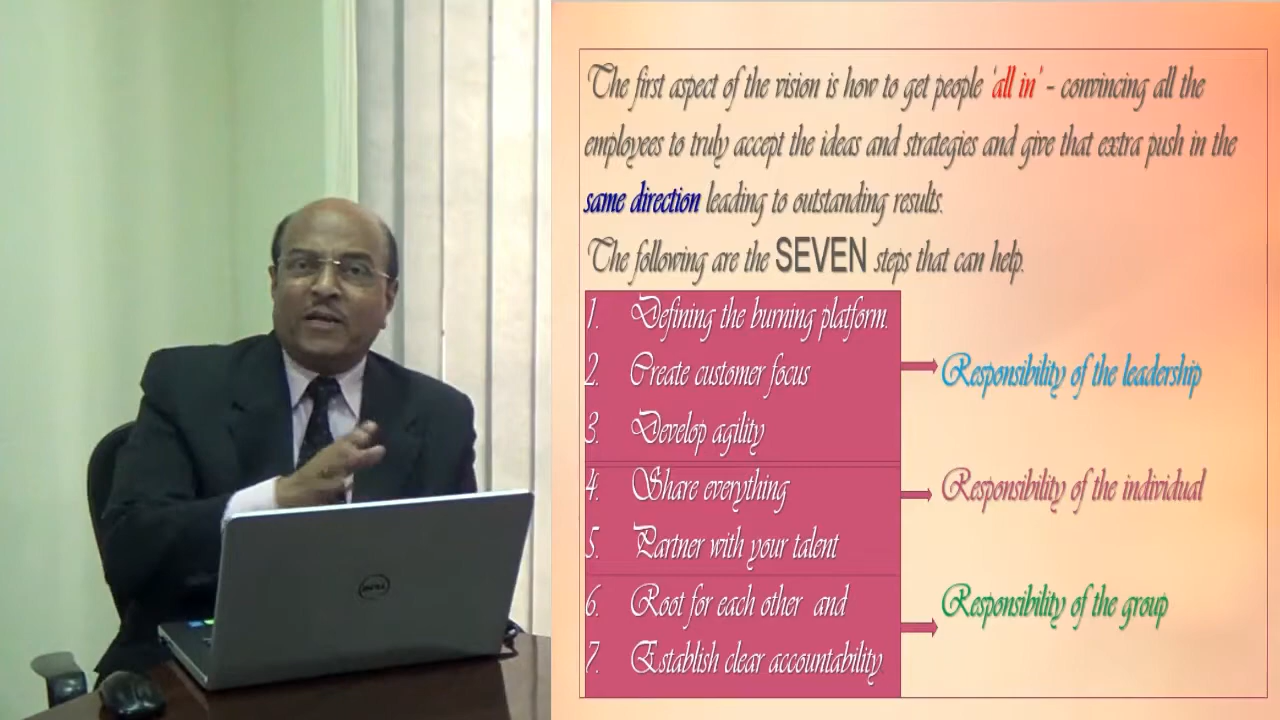 The first aspect of the vision is how to get people 'all in' - convincing all the
employees to truly accept the ideas and strategies and give that extra push in the
same direction leading to outstanding results.
The following are the SEVEN steps that can help.
1. Defining the burning platform.
2. Create customer focus
Responsibility of the leadership
3. Develop agility
4. Share everything
Responsibility of the individual
5. Partner with your talent
6. Root for each other and
Responsibility of the group
7. Establish clear accountability
DELL